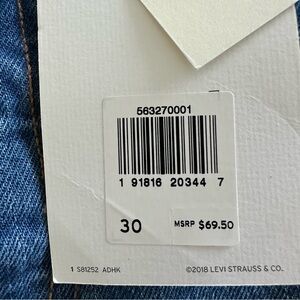 563270001
1 91816 20344 7
30 MSRP $69.50
1 S81252 ADHK ©2018 LEVI STRAUSS & CO.